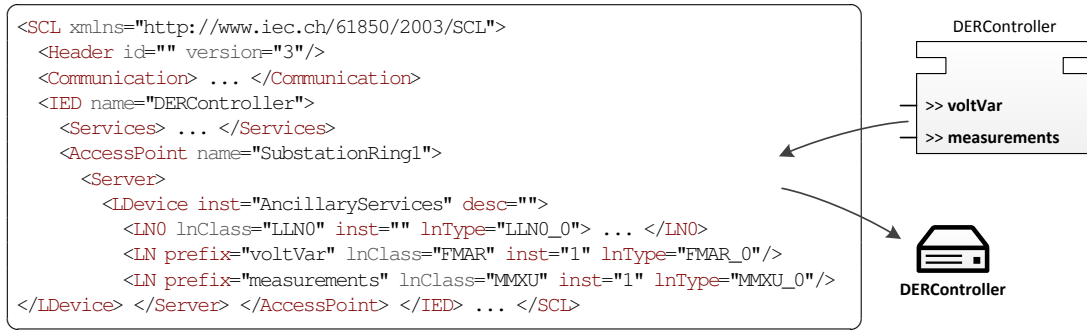 <SCL xmlns="http://www.iec.ch/61850/2003/SCL">
<Header id="" version="3"/>
<Communication> ... </Communication>
<IED name="DERController">
<Services> ... </Services>
<AccessPoint name="SubstationRing1">
<Server>
<LDevice inst="AncillaryServices" desc="">
<LN0 lnClass="LLN0" inst="" lnType="LLN0_0"> ... </LN0>
<LN prefix="voltVar" lnClass="FMAR" inst="1" lnType="FMAR_0"/>
<LN prefix="measurements" lnClass="MMXU" inst="1" lnType="MMXU_0"/>
</LDevice> </Server> </AccessPoint> </IED> ... </SCL>
DERController
>> voltVar
>> measurements
DERController